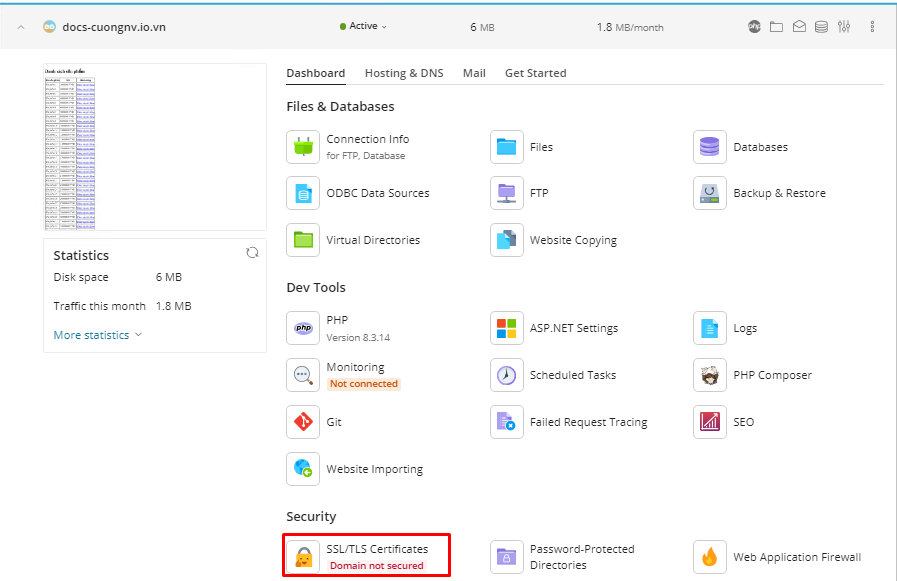 docs-cuongnv.io.vn
Active
6 MB
1.8 MB/month
php
Dashboard
Hosting & DNS
Mail
Get Started
Files & Databases
Connection Info
for FTP, Database
Files
Databases
ODBC Data Sources
FTP
Backup & Restore
Virtual Directories
Website Copying
Statistics
Disk space 6 MB
Traffic this month 1.8 MB
More statistics
Dev Tools
php
PHP
Version 8.3.14
ASP.NET Settings
Logs
Monitoring
Not connected
Scheduled Tasks
PHP Composer
Git
Failed Request Tracing
SEO
Website Importing
Security
SSL/TLS Certificates
Domain not secured
Password-Protected
Directories
Web Application Firewall